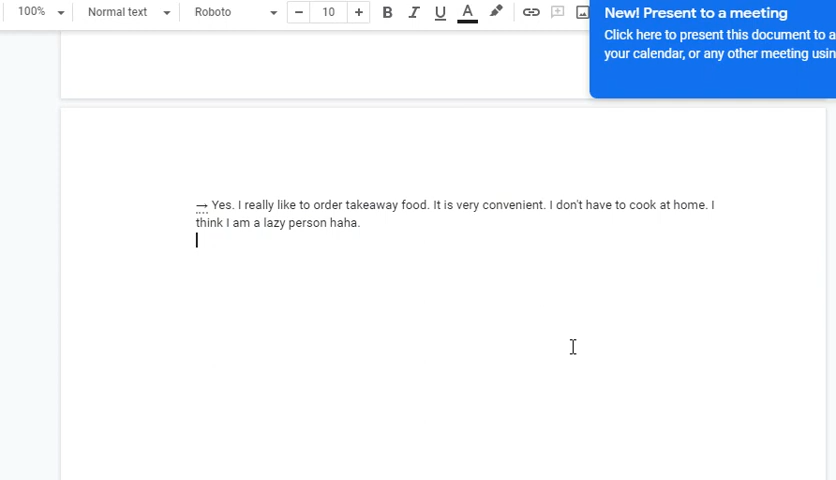 100% Normal text Roboto − 10 + B I U A
New! Present to a meeting
Click here to present this document to a
your calendar, or any other meeting usin
→ Yes. I really like to order takeaway food. It is very convenient. I don't have to cook at home. I
think I am a lazy person haha.